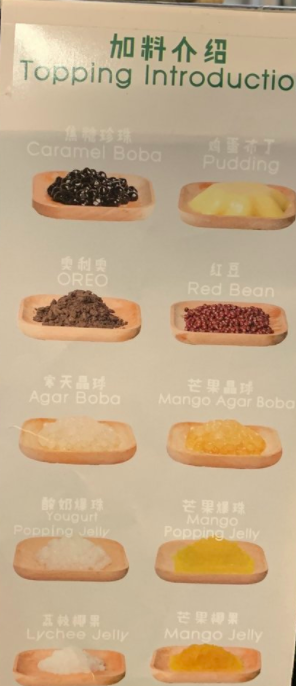 加料介绍
Topping Introductio
焦糖珍珠 鸡蛋布丁
Caramel Boba Pudding
奥利奥 红豆
OREO Red Bean
寒天晶球 芒果晶球
Agar Boba Mango Agar Boba
酸奶爆珠 芒果爆珠
Yougurt Mango
Popping Jelly Popping Jelly
荔枝椰果 芒果椰果
Lychee Jelly Mango Jelly